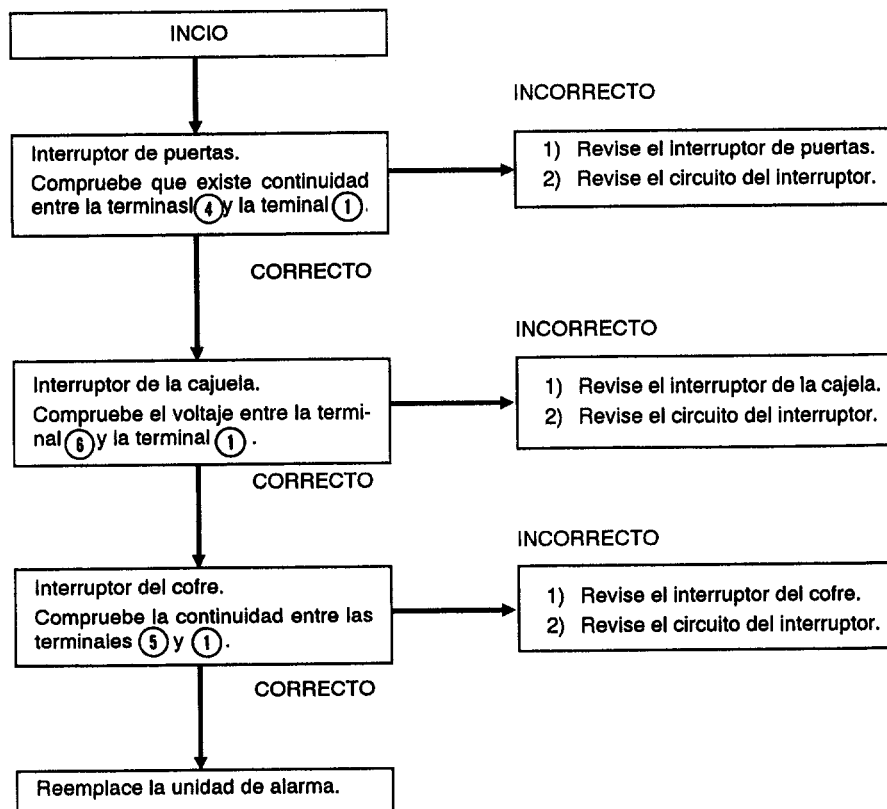 INCIO
INCORRECTO
Interruptor de puertas.
Compruebe que existe continuidad
entre la terminasl 4 y la teminal 1.
1) Revise el interruptor de puertas.
2) Revise el circuito del interruptor.
CORRECTO
INCORRECTO
Interruptor de la cajuela.
Compruebe el voltaje entre la termi-
nal 6 y la terminal 1.
1) Revise el interruptor de la cajela.
2) Revise el circuito del interruptor.
CORRECTO
INCORRECTO
Interruptor del cofre.
Compruebe la continuidad entre las
terminales 5 y 1.
1) Revise el interruptor del cofre.
2) Revise el circuito del interruptor.
CORRECTO
Reemplace la unidad de alarma.